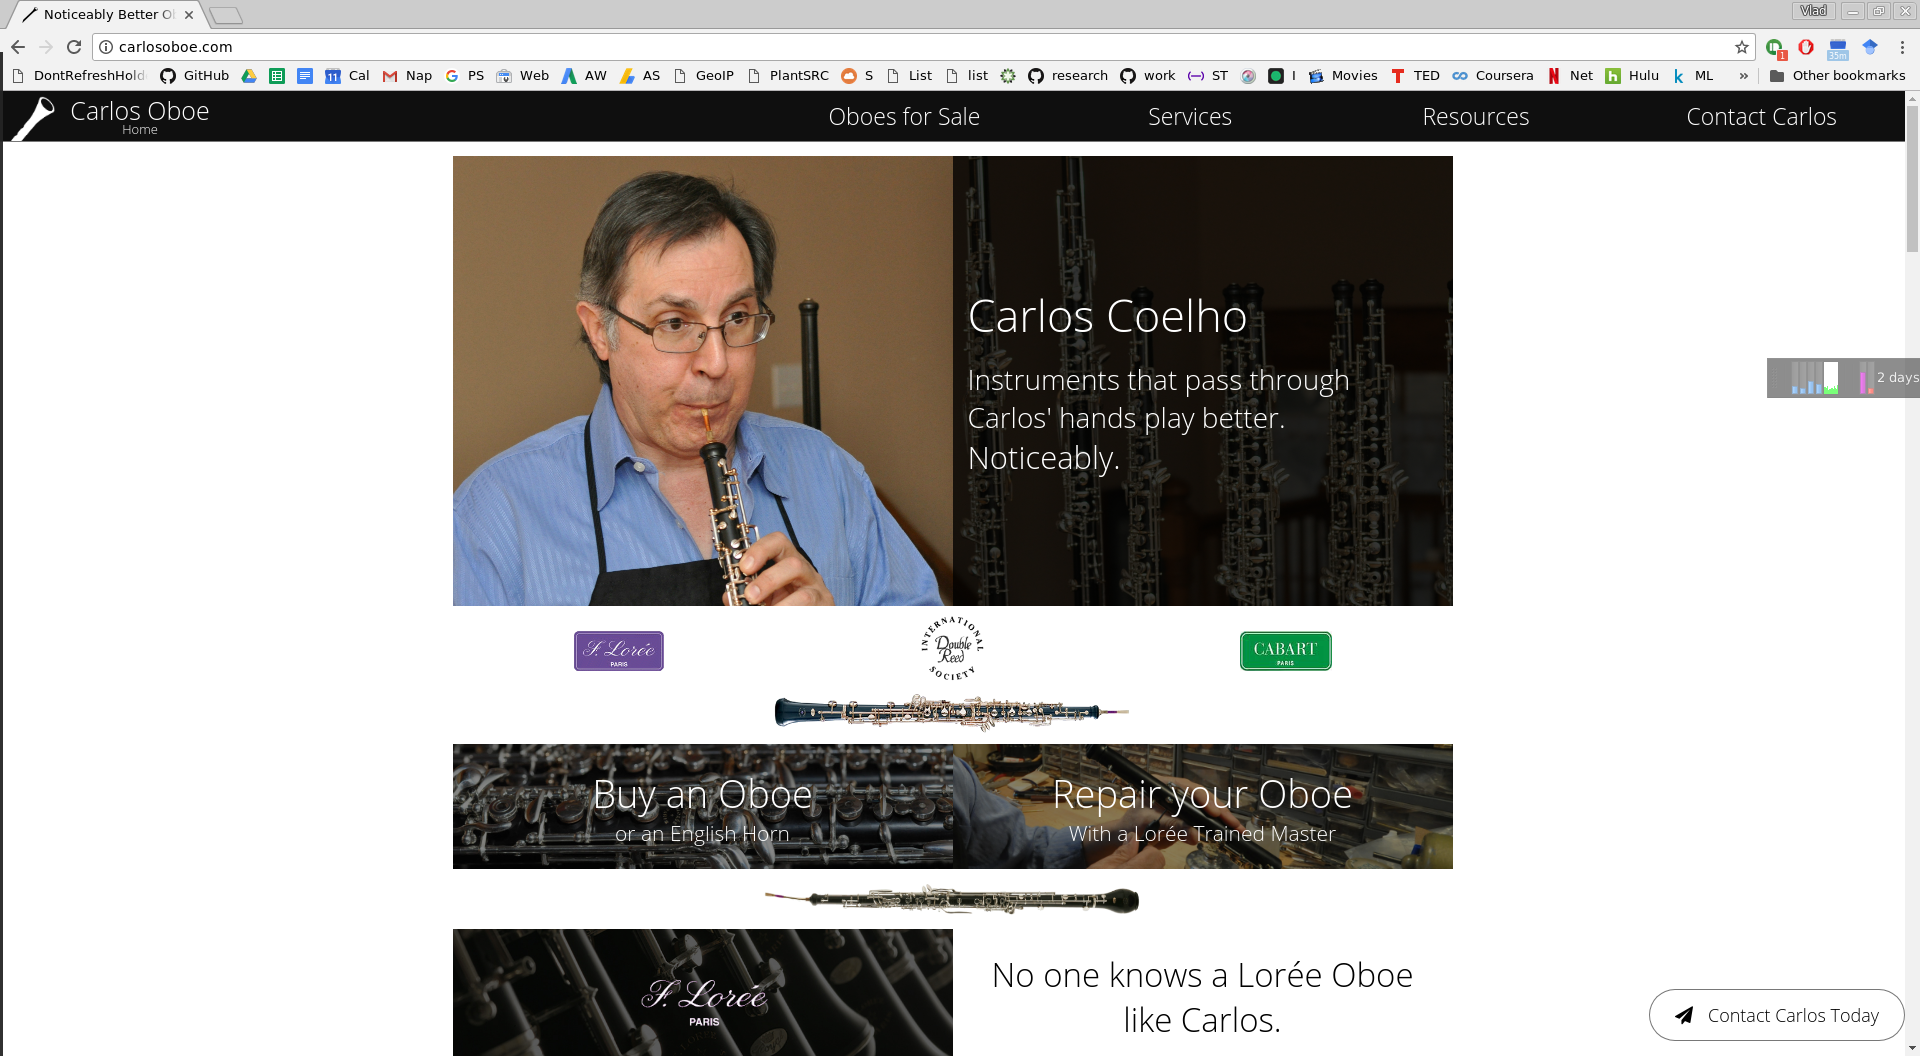 Noticeably Better O
Vlad
carlosoboe.com
1
35m
DontRefreshHold
GitHub
11
Cal
Nap
PS
Web
AW
AS
GeoIP
PlantSRC
S
List
list
research
work
ST
I
Movies
TED
Coursera
Net
Hulu
ML
»
Other bookmarks
Carlos Oboe
Home
Oboes for Sale
Services
Resources
Contact Carlos
Carlos Coelho
Instruments that pass through
Carlos' hands play better.
Noticeably.
2 days
F. Lorée
PARIS
INTERNATIONAL
Double
Reed
SOCIETY
CABART
PARIS
Buy an Oboe
or an English Horn
Repair your Oboe
With a Lorée Trained Master
F. Lorée
PARIS
No one knows a Lorée Oboe
like Carlos.
Contact Carlos Today